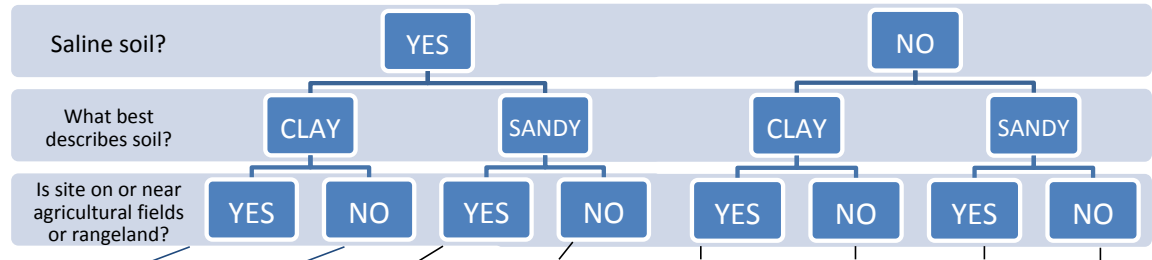 Saline soil?
YES
NO
What best
describes soil?
CLAY
SANDY
CLAY
SANDY
Is site on or near
agricultural fields
or rangeland?
YES
NO
YES
NO
YES
NO
YES
NO